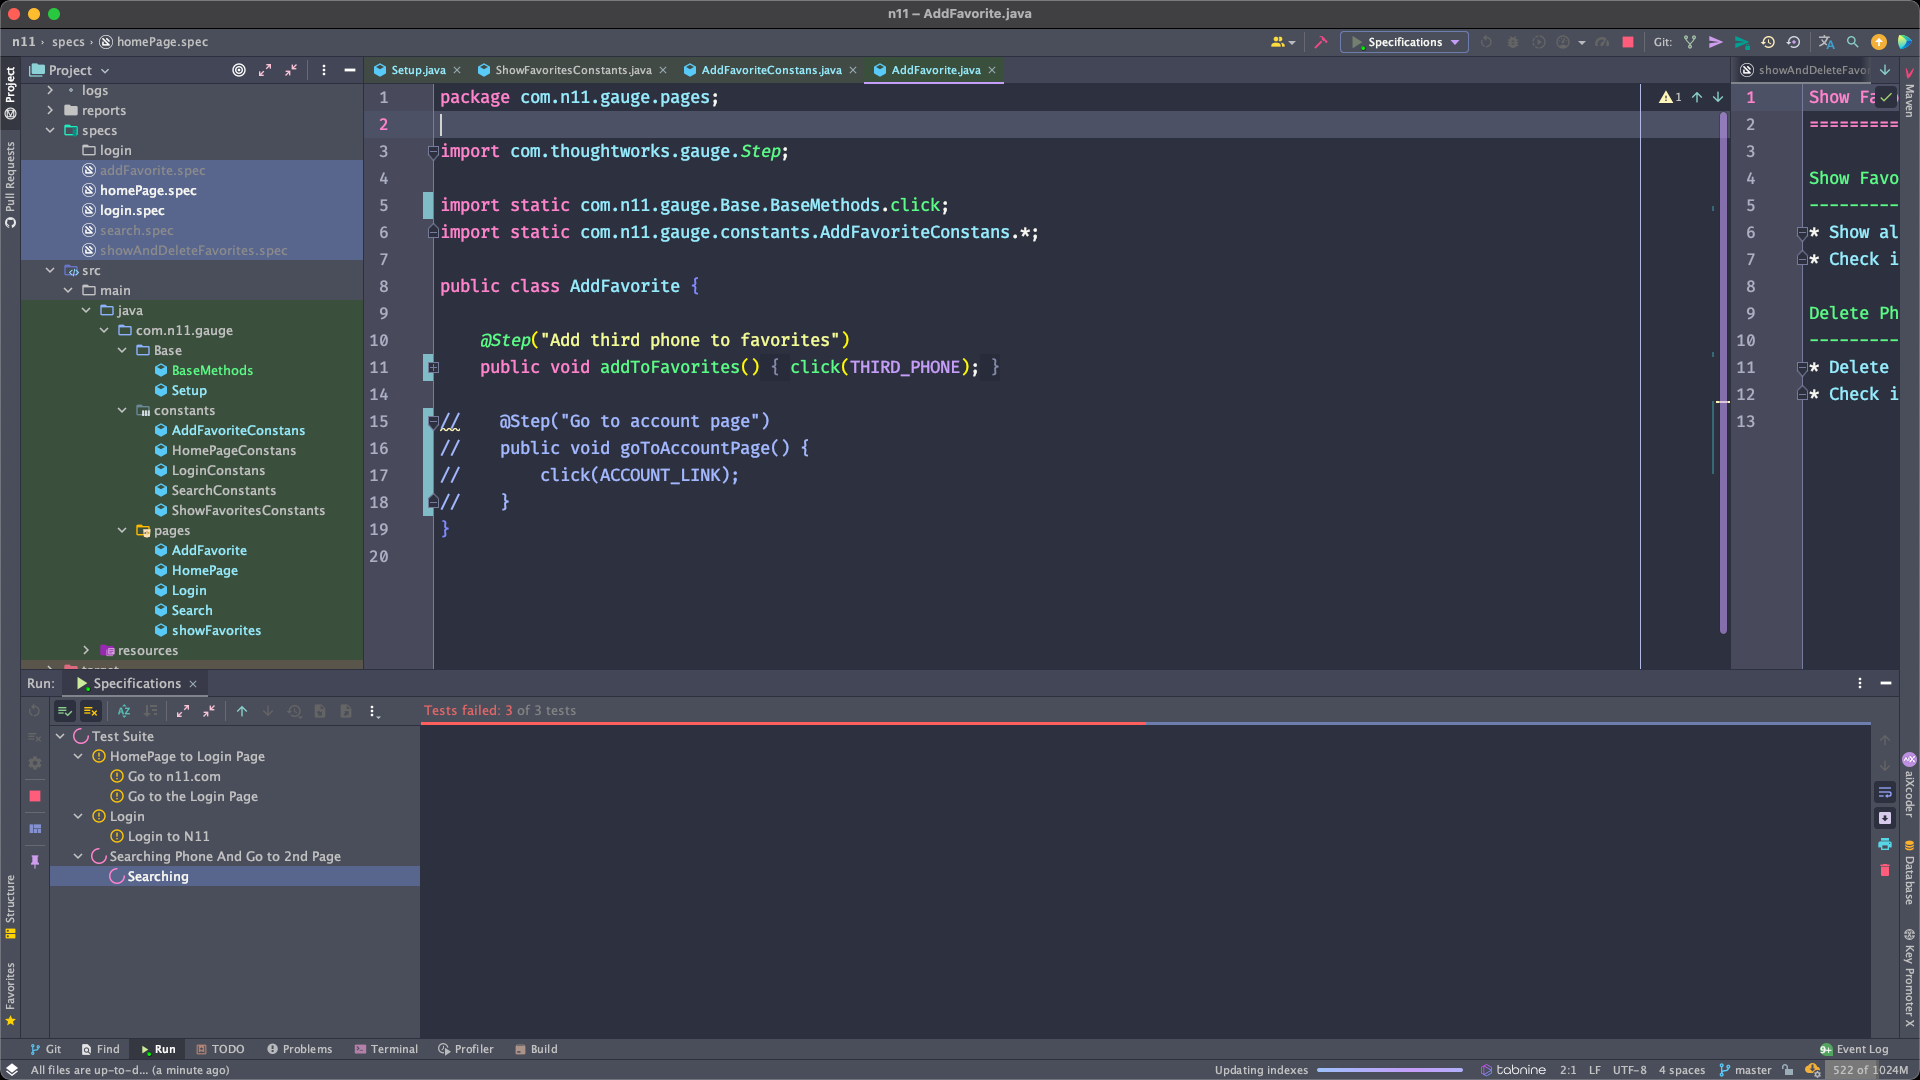 n11 – AddFavorite.java
n11 › specs › homePage.spec
Specifications
Git:
Project
Setup.java
ShowFavoritesConstants.java
AddFavoriteConstans.java
AddFavorite.java
showAndDeleteFavor
Project
Pull Requests
Structure
Favorites
logs
reports
specs
login
addFavorite.spec
homePage.spec
login.spec
search.spec
showAndDeleteFavorites.spec
src
main
java
com.n11.gauge
Base
BaseMethods
Setup
constants
AddFavoriteConstans
HomePageConstans
LoginConstans
SearchConstants
ShowFavoritesConstants
pages
AddFavorite
HomePage
Login
Search
showFavorites
resources
1 package com.n11.gauge.pages;
2
3 import com.thoughtworks.gauge.Step;
4
5 import static com.n11.gauge.Base.BaseMethods.click;
6 import static com.n11.gauge.constants.AddFavoriteConstans.*;
7
8 public class AddFavorite {
9
10 @Step("Add third phone to favorites")
11 public void addToFavorites() { click(THIRD_PHONE); }
14
15 // @Step("Go to account page")
16 // public void goToAccountPage() {
17 // click(ACCOUNT_LINK);
18 // }
19 }
20
1
1 Show Fa
2 =========
3
4 Show Favo
5 ---------
6 * Show al
7 * Check i
8
9 Delete Ph
10 ---------
11 * Delete
12 * Check i
13
Maven
aiXcoder
Database
Key Promoter X
Run: Specifications
Tests failed: 3 of 3 tests
Test Suite
HomePage to Login Page
Go to n11.com
Go to the Login Page
Login
Login to N11
Searching Phone And Go to 2nd Page
Searching
Git Find Run TODO Problems Terminal Profiler Build
9+ Event Log
All files are up-to-d... (a minute ago)
Updating indexes tabnine 2:1 LF UTF-8 4 spaces master 522 of 1024M